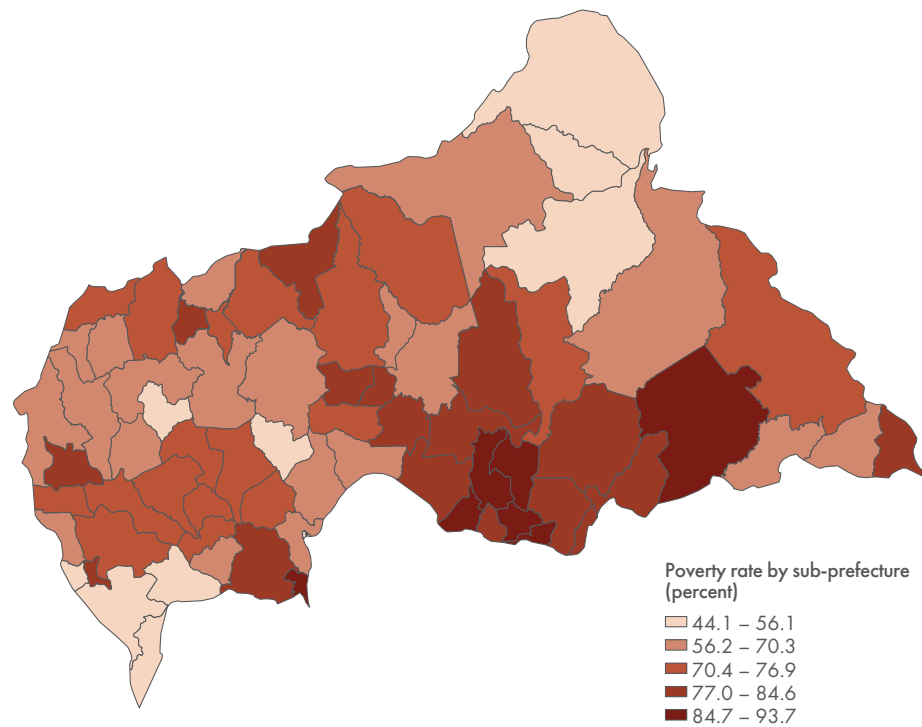 Poverty rate by sub-prefecture
(percent)
44.1 – 56.1
56.2 – 70.3
70.4 – 76.9
77.0 – 84.6
84.7 – 93.7